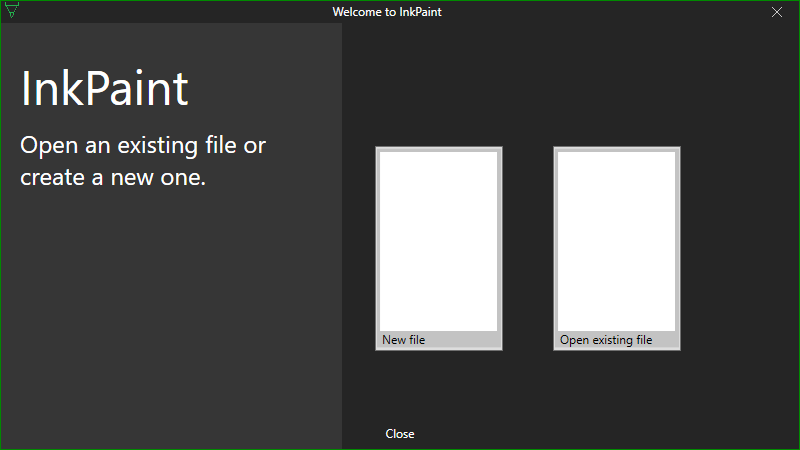 Welcome to InkPaint
InkPaint
Open an existing file or
create a new one.
New file
Open existing file
Close